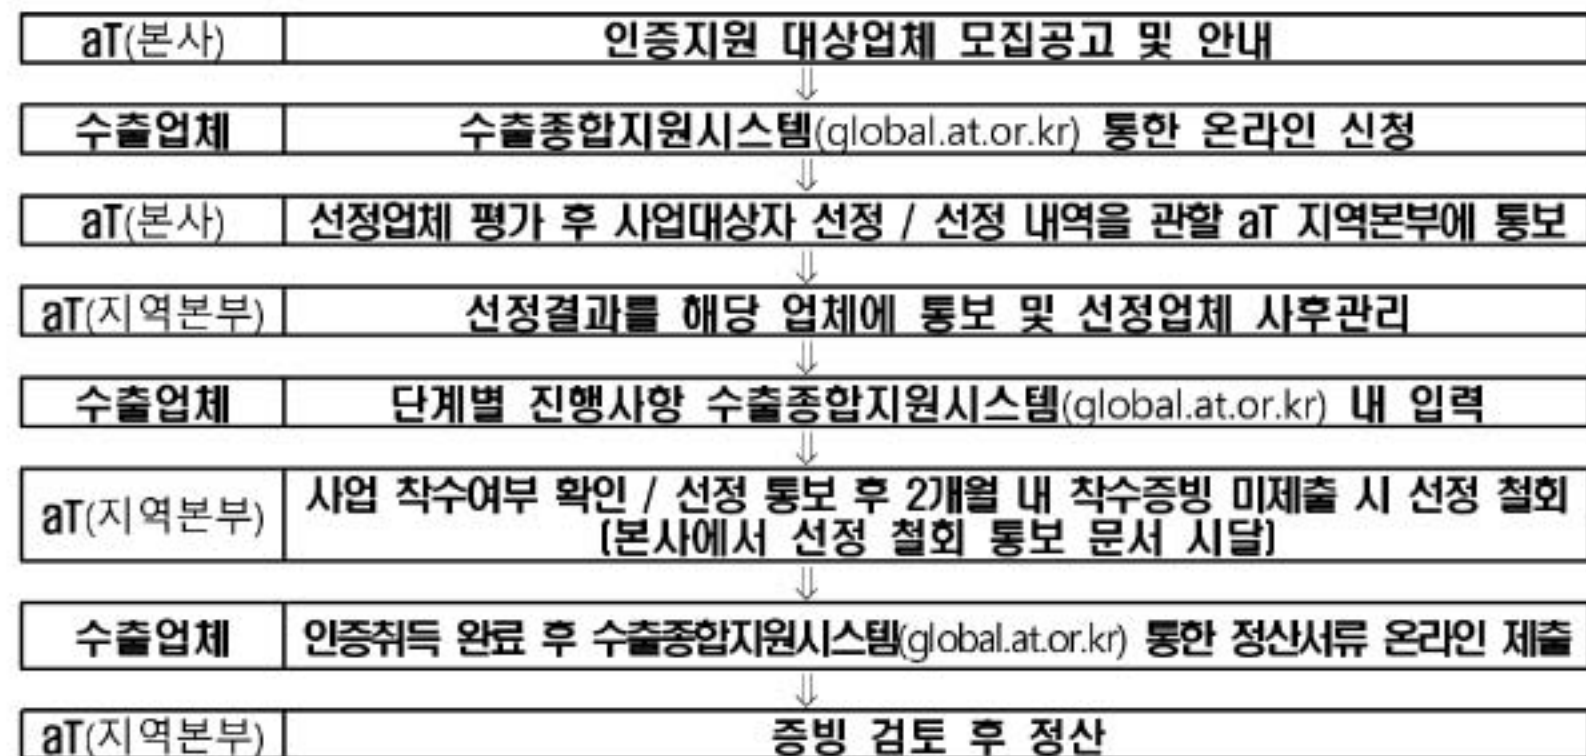 aT(본사) 인증지원 대상업체 모집공고 및 안내
⇓
수출업체 수출종합지원시스템(global.at.or.kr) 통한 온라인 신청
⇓
aT(본사) 선정업체 평가 후 사업대상자 선정 / 선정 내역을 관할 aT 지역본부에 통보
⇓
aT(지역본부) 선정결과를 해당 업체에 통보 및 선정업체 사후관리
⇓
수출업체 단계별 진행사항 수출종합지원시스템(global.at.or.kr) 내 입력
⇓
aT(지역본부) 사업 착수여부 확인 / 선정 통보 후 2개월 내 착수증빙 미제출 시 선정 철회
(본사에서 선정 철회 통보 문서 시달)
⇓
수출업체 인증취득 완료 후 수출종합지원시스템(global.at.or.kr) 통한 정산서류 온라인 제출
⇓
aT(지역본부) 증빙 검토 후 정산